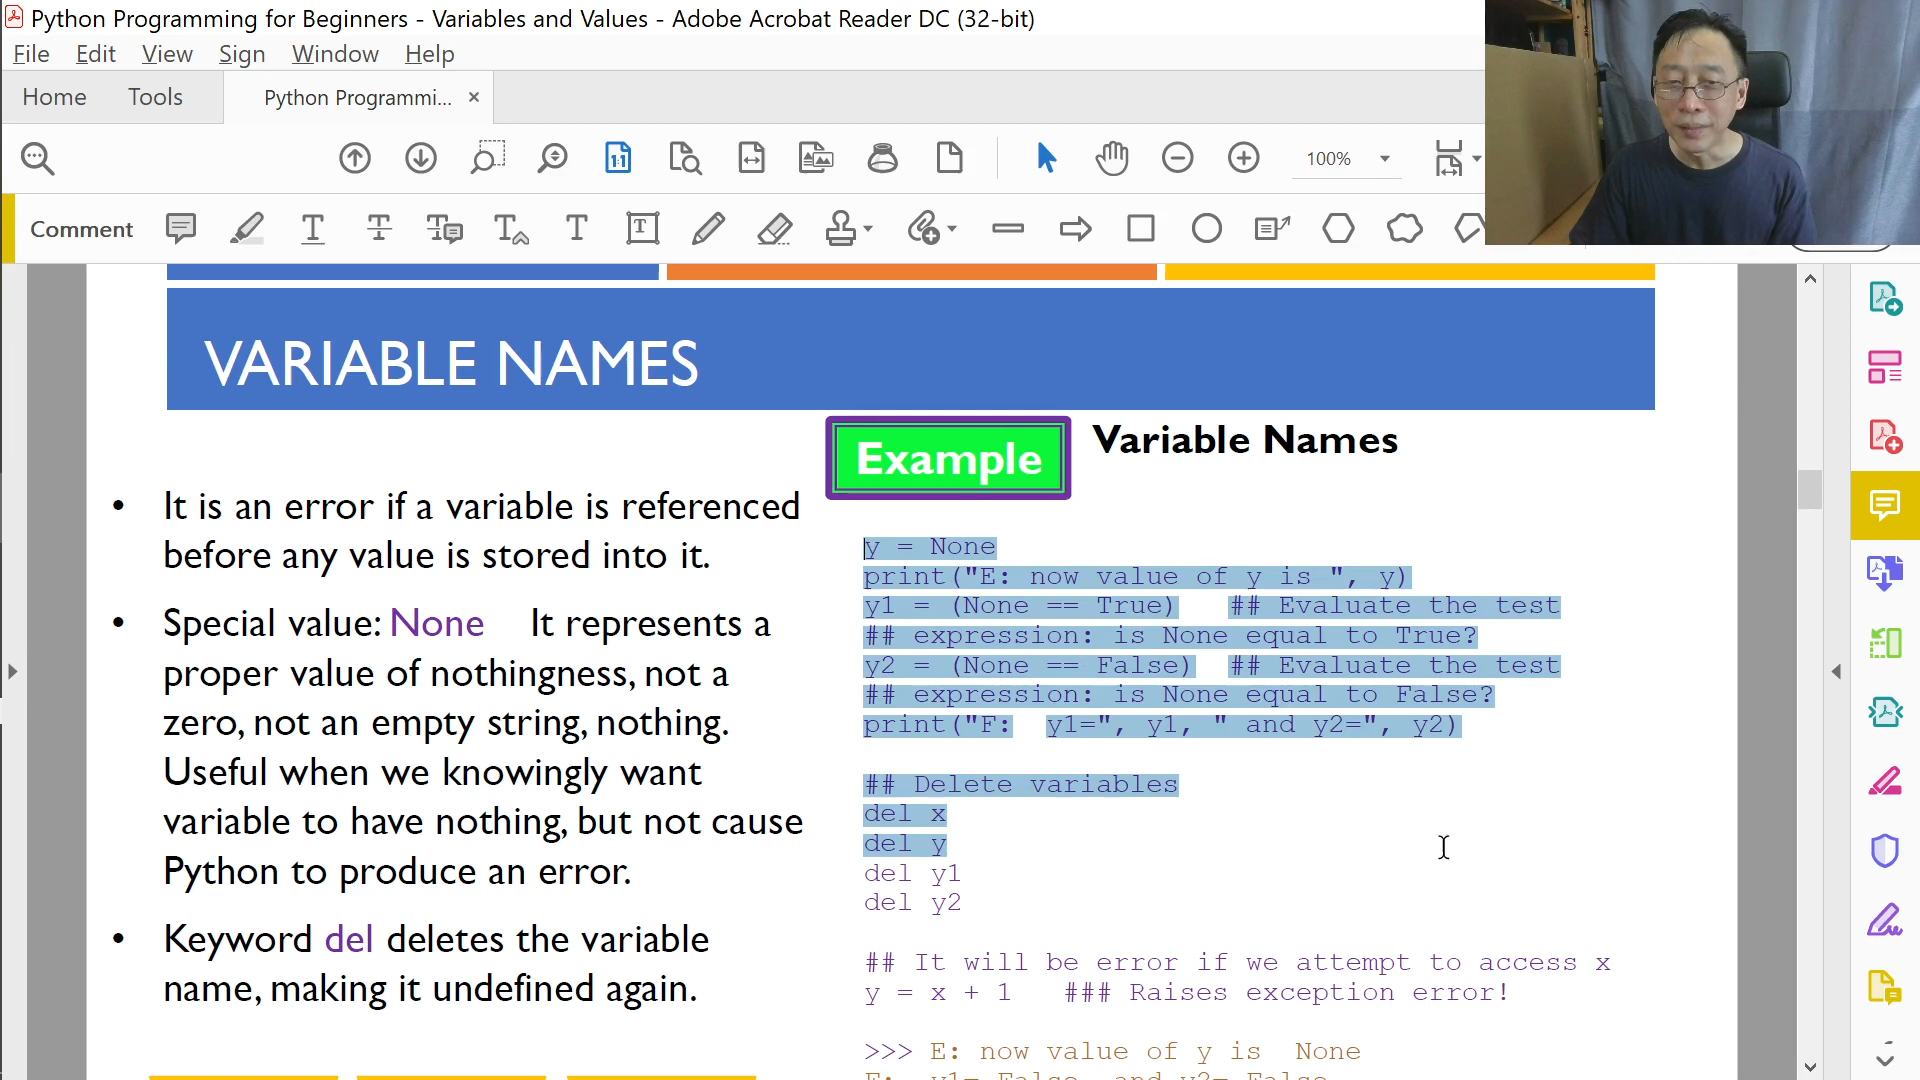 Python Programming for Beginners - Variables and Values - Adobe Acrobat Reader DC (32-bit)
File Edit View Sign Window Help
Home Tools Python Programmi... ×
1:1 100%
Comment
VARIABLE NAMES
Example Variable Names
• It is an error if a variable is referenced
before any value is stored into it.
• Special value: None It represents a
proper value of nothingness, not a
zero, not an empty string, nothing.
Useful when we knowingly want
variable to have nothing, but not cause
Python to produce an error.
• Keyword del deletes the variable
name, making it undefined again.
y = None
print("E: now value of y is ", y)
y1 = (None == True) ## Evaluate the test
## expression: is None equal to True?
y2 = (None == False) ## Evaluate the test
## expression: is None equal to False?
print("F: y1=", y1, " and y2=", y2)
## Delete variables
del x
del y
del y1
del y2
## It will be error if we attempt to access x
y = x + 1 ### Raises exception error!
>>> E: now value of y is None
F: y1= False and y2= False